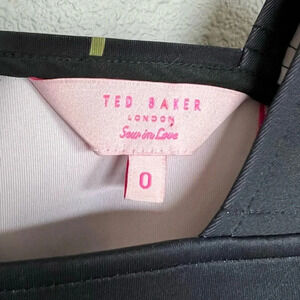 TED BAKER
LONDON
Sew in Love
0